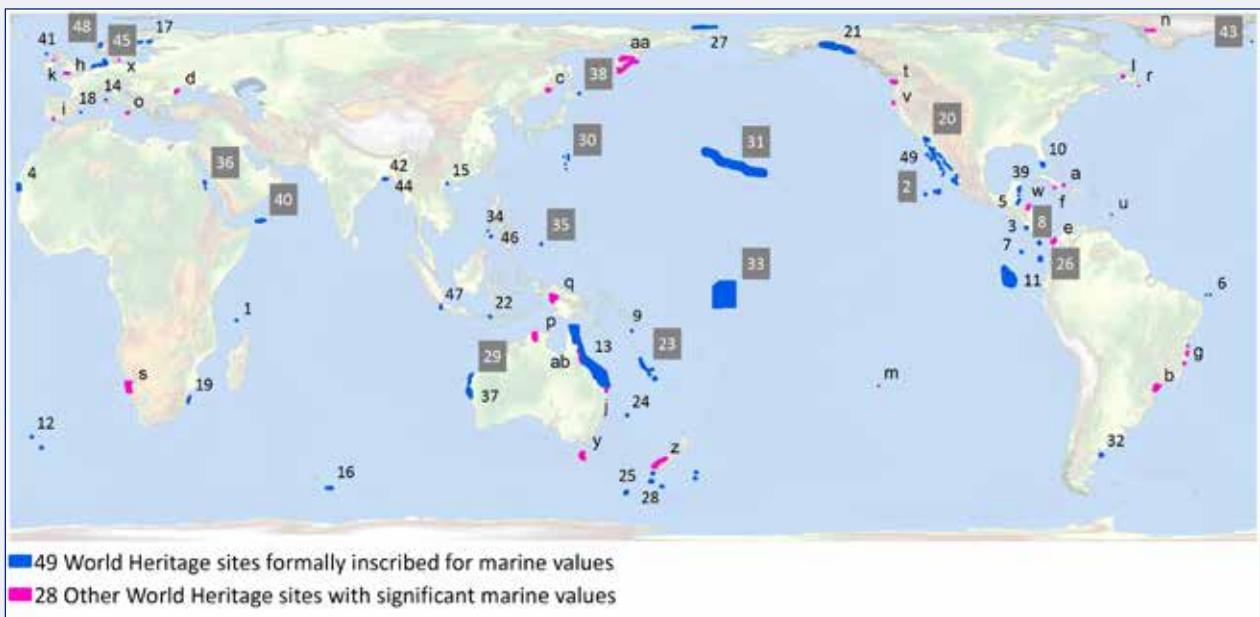 48
17
41
45
h
x
k
d
14
18
i
o
4
36
40
42
44
15
c
38
aa
27
21
30
31
34
46
35
33
n
43
t
v
20
l
r
49
2
10
39
w
a
5
f
3
8
e
u
7
26
11
6
1
47
22
q
p
9
29
13
23
ab
s
19
37
j
24
m
g
b
12
16
y
z
25
28
32
49 World Heritage sites formally inscribed for marine values
28 Other World Heritage sites with significant marine values